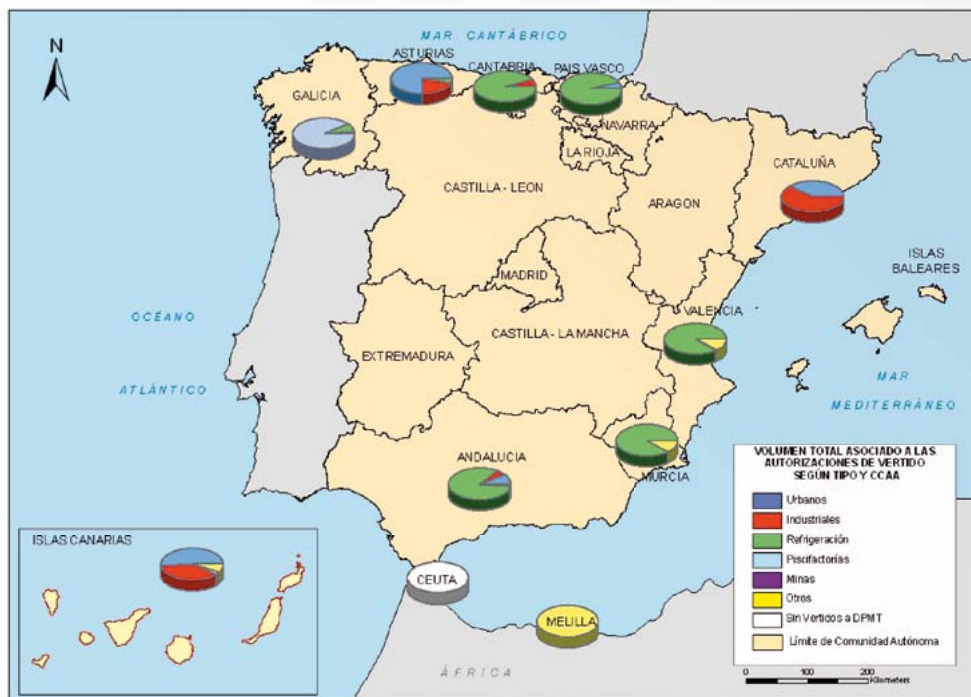 N
MAR CANTÁBRICO
ASTURIAS
CANTABRIA
PAIS VASCO
GALICIA
NAVARRA
LA RIOJA
CATALUÑA
CASTILLA - LEON
ARAGON
ISLAS
BALEARES
MADRID
VALENCIA
OCÉANO
CASTILLA - LA MANCHA
EXTREMADURA
MAR
ATLÁNTICO
MEDITERRÁNEO
ANDALUCIA
MURCIA
VOLUMEN TOTAL ASOCIADO A LAS
AUTORIZACIONES DE VERTIDO
SEGÚN TIPO Y CCAA
Urbanos
Industriales
Refrigeración
Piscifactorías
Minas
Otros
Sin Vertidos a DPMT
Límite de Comunidad Autónoma
0 50 100 200
Kilometers
ISLAS CANARIAS
CEUTA
MELILLA
ÁFRICA